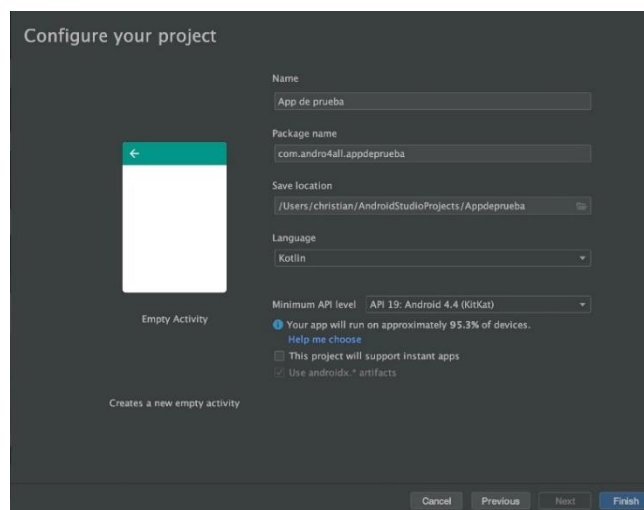 Configure your project
Name
App de prueba
Package name
com.andro4all.appdeprueba
Save location
/Users/christian/AndroidStudioProjects/Appdeprueba
Language
Kotlin
Minimum API level API 19: Android 4.4 (KitKat)
Your app will run on approximately 95.3% of devices.
Help me choose
This project will support instant apps
Use androidx.* artifacts
Empty Activity
Creates a new empty activity
Cancel Previous Next Finish